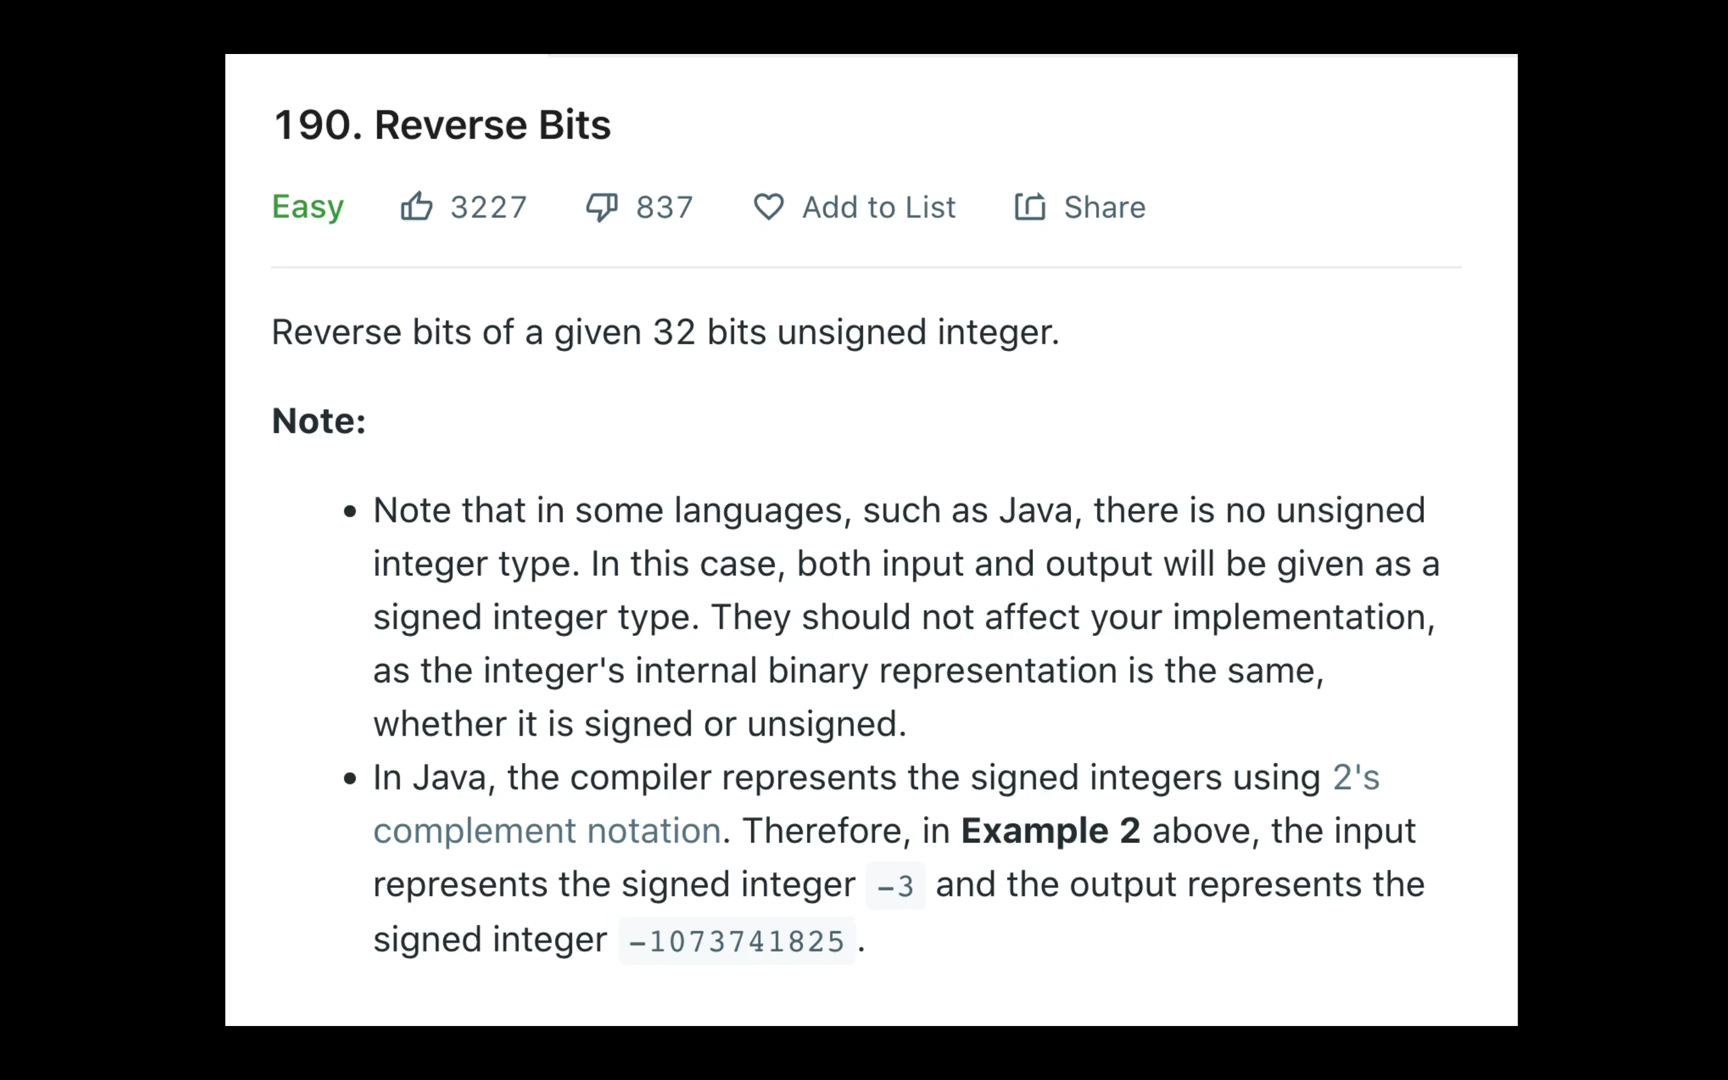 190. Reverse Bits
Easy 3227 837 Add to List Share
Reverse bits of a given 32 bits unsigned integer.
Note:
• Note that in some languages, such as Java, there is no unsigned
integer type. In this case, both input and output will be given as a
signed integer type. They should not affect your implementation,
as the integer's internal binary representation is the same,
whether it is signed or unsigned.
• In Java, the compiler represents the signed integers using 2's
complement notation. Therefore, in Example 2 above, the input
represents the signed integer -3 and the output represents the
signed integer -1073741825.